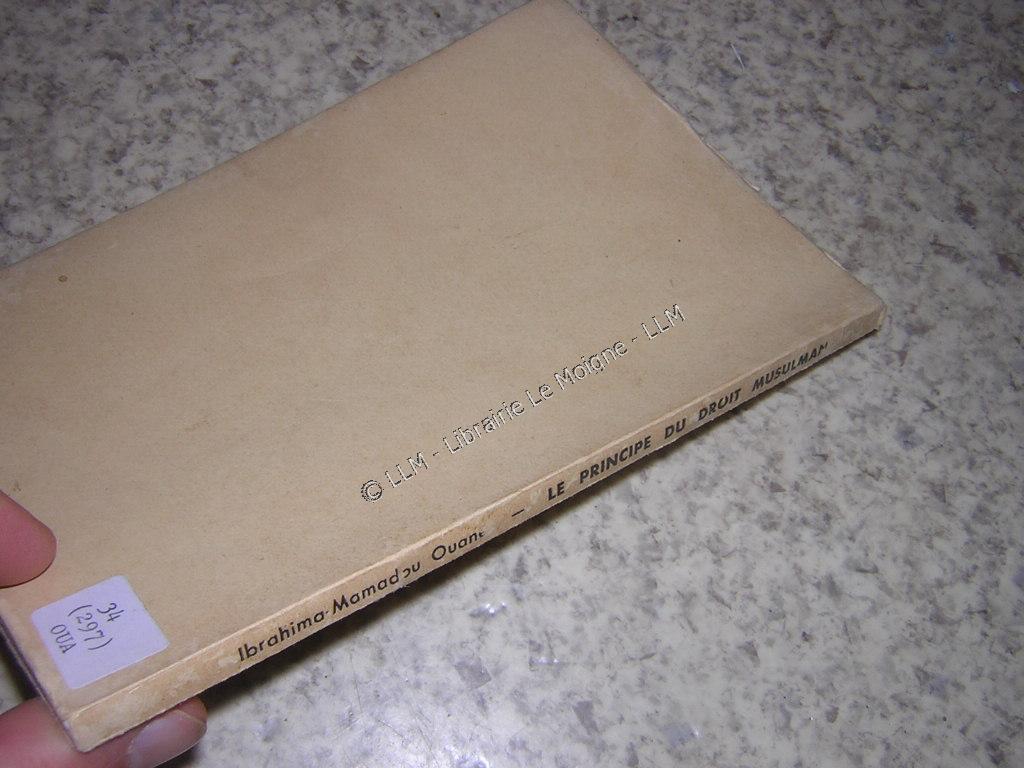 © LLM - Librairie Le Moigne - LLM
Ibrahima-Mamadou Ouane – LE PRINCIPE DU DROIT MUSULMAN
34
(297)
OUA